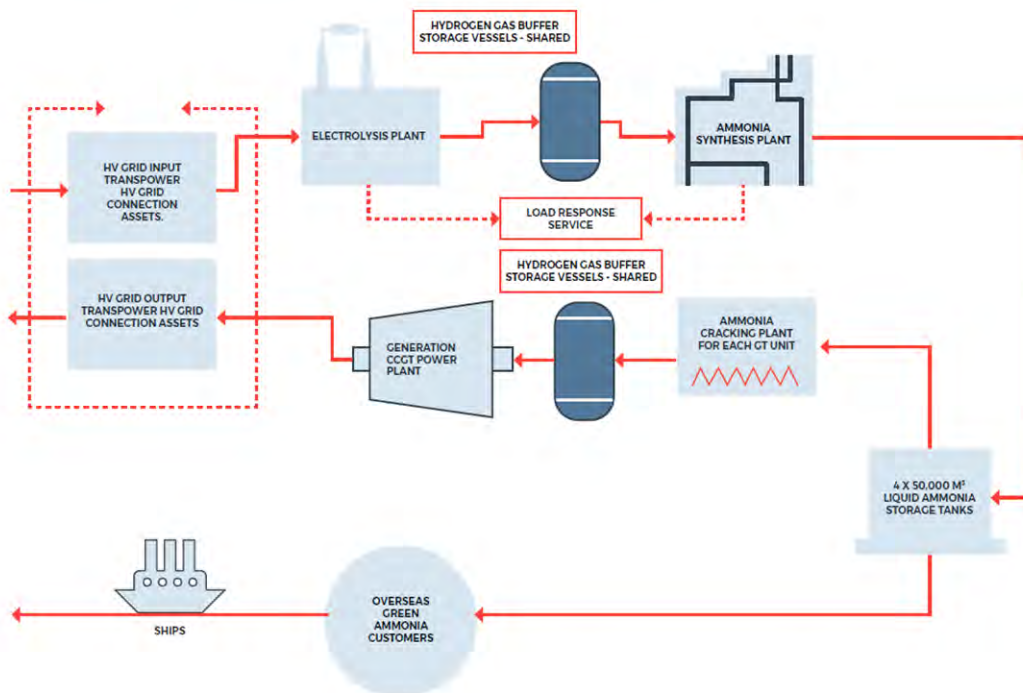 HYDROGEN GAS BUFFER
STORAGE VESSELS - SHARED
ELECTROLYSIS PLANT
AMMONIA
SYNTHESIS PLANT
HV GRID INPUT
TRANSPOWER
HV GRID
CONNECTION
ASSETS.
LOAD RESPONSE
SERVICE
HYDROGEN GAS BUFFER
STORAGE VESSELS - SHARED
HV GRID OUTPUT
TRANSPOWER HV GRID
CONNECTION ASSETS
GENERATION
CCGT POWER
PLANT
AMMONIA
CRACKING PLANT
FOR EACH GT UNIT
4 X 50,000 M³
LIQUID AMMONIA
STORAGE TANKS
OVERSEAS
GREEN
AMMONIA
CUSTOMERS
SHIPS